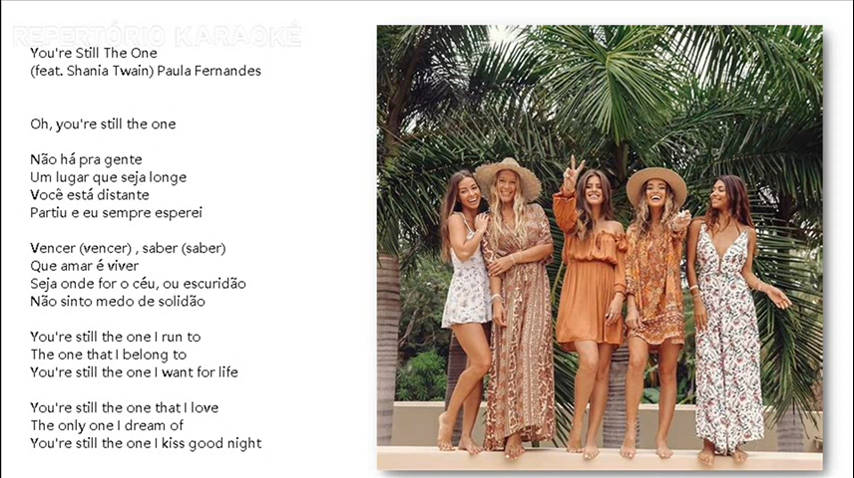 REPERTÓRIO KARAOKÊ
You're Still The One
(feat. Shania Twain) Paula Fernandes
Oh, you're still the one
Não há pra gente
Um lugar que seja longe
Você está distante
Partiu e eu sempre esperei
Vencer (vencer) , saber (saber)
Que amar é viver
Seja onde for o céu, ou escuridão
Não sinto medo de solidão
You're still the one I run to
The one that I belong to
You're still the one I want for life
You're still the one that I love
The only one I dream of
You're still the one I kiss good night